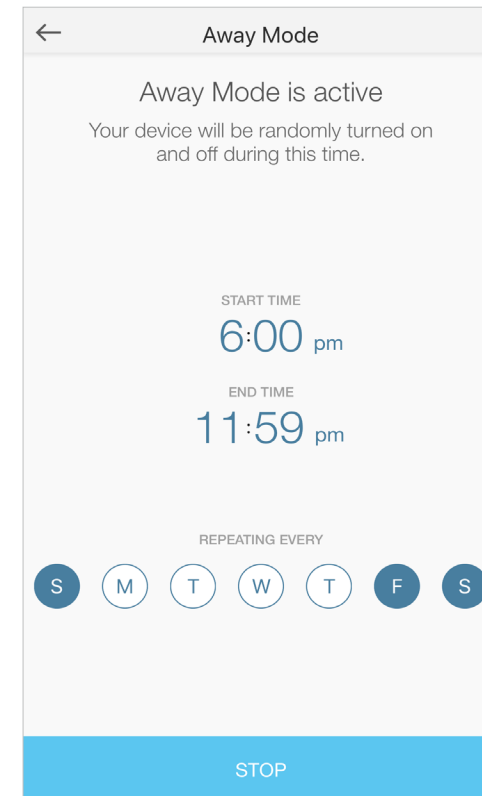 Away Mode
Away Mode is active
Your device will be randomly turned on
and off during this time.
START TIME
6:00 pm
END TIME
11:59 pm
REPEATING EVERY
S M T W T F S
STOP